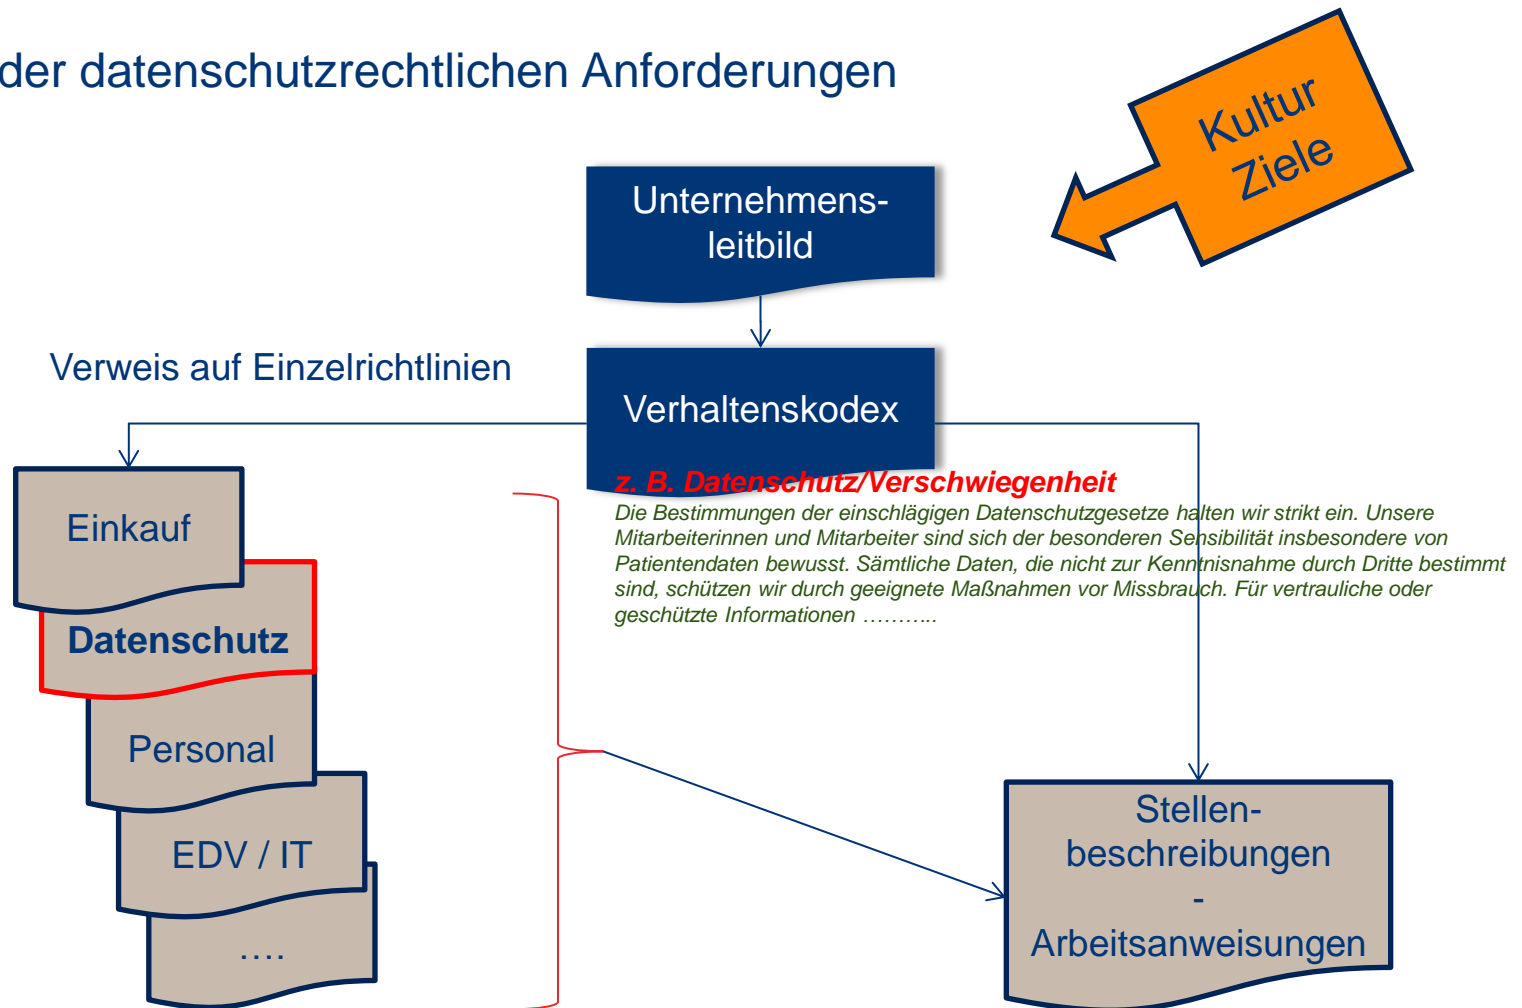 der datenschutzrechtlichen Anforderungen
Kultur
Ziele
Unternehmens-
leitbild
Verweis auf Einzelrichtlinien
Verhaltenskodex
z. B. Datenschutz/Verschwiegenheit
Die Bestimmungen der einschlägigen Datenschutzgesetze halten wir strikt ein. Unsere
Mitarbeiterinnen und Mitarbeiter sind sich der besonderen Sensibilität insbesondere von
Patientendaten bewusst. Sämtliche Daten, die nicht zur Kenntnisnahme durch Dritte bestimmt
sind, schützen wir durch geeignete Maßnahmen vor Missbrauch. Für vertrauliche oder
geschützte Informationen ………..
Einkauf
Datenschutz
Personal
EDV / IT
….
Stellen-
beschreibungen
-
Arbeitsanweisungen